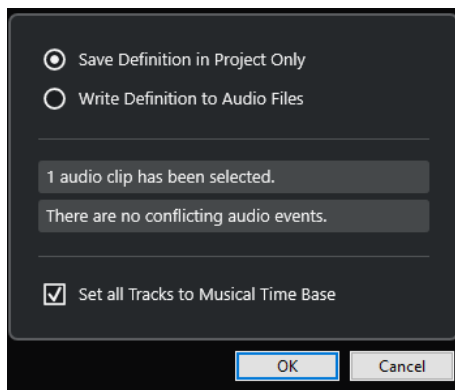 Save Definition in Project Only
Write Definition to Audio Files
1 audio clip has been selected.
There are no conflicting audio events.
Set all Tracks to Musical Time Base
OK
Cancel